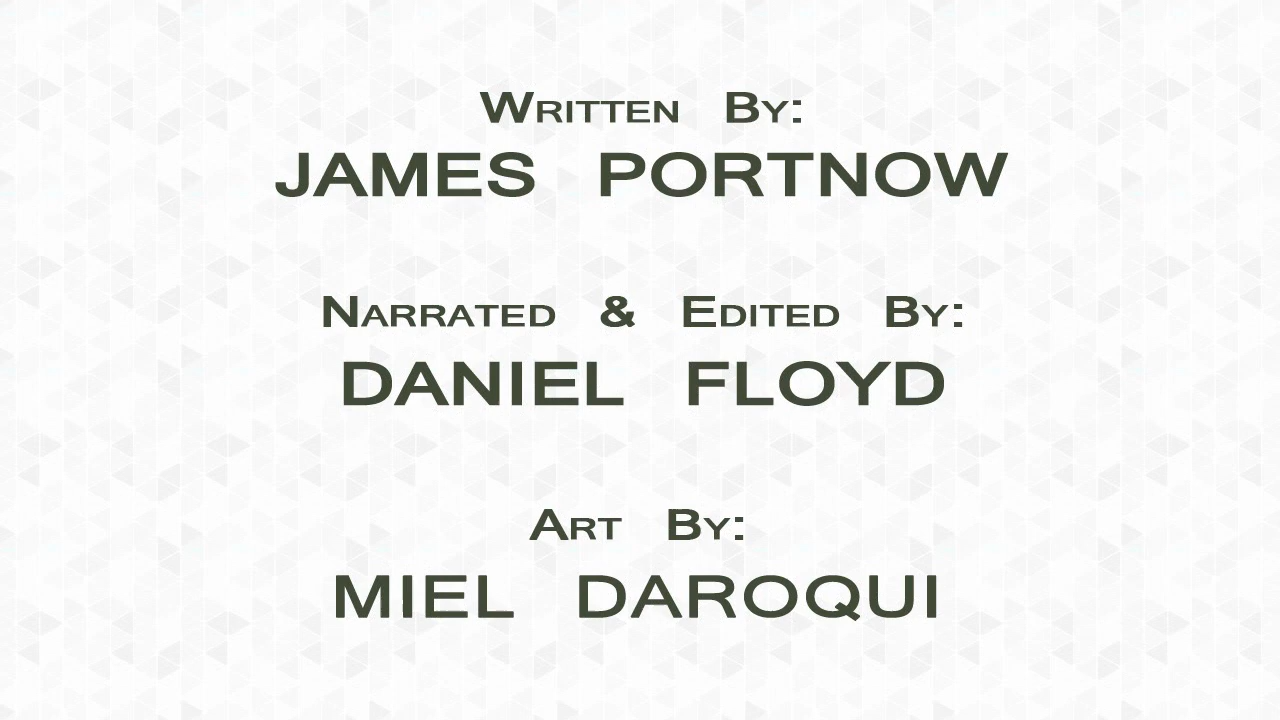 Written By:
JAMES PORTNOW
Narrated & Edited By:
DANIEL FLOYD
Art By:
MIEL DAROQUI